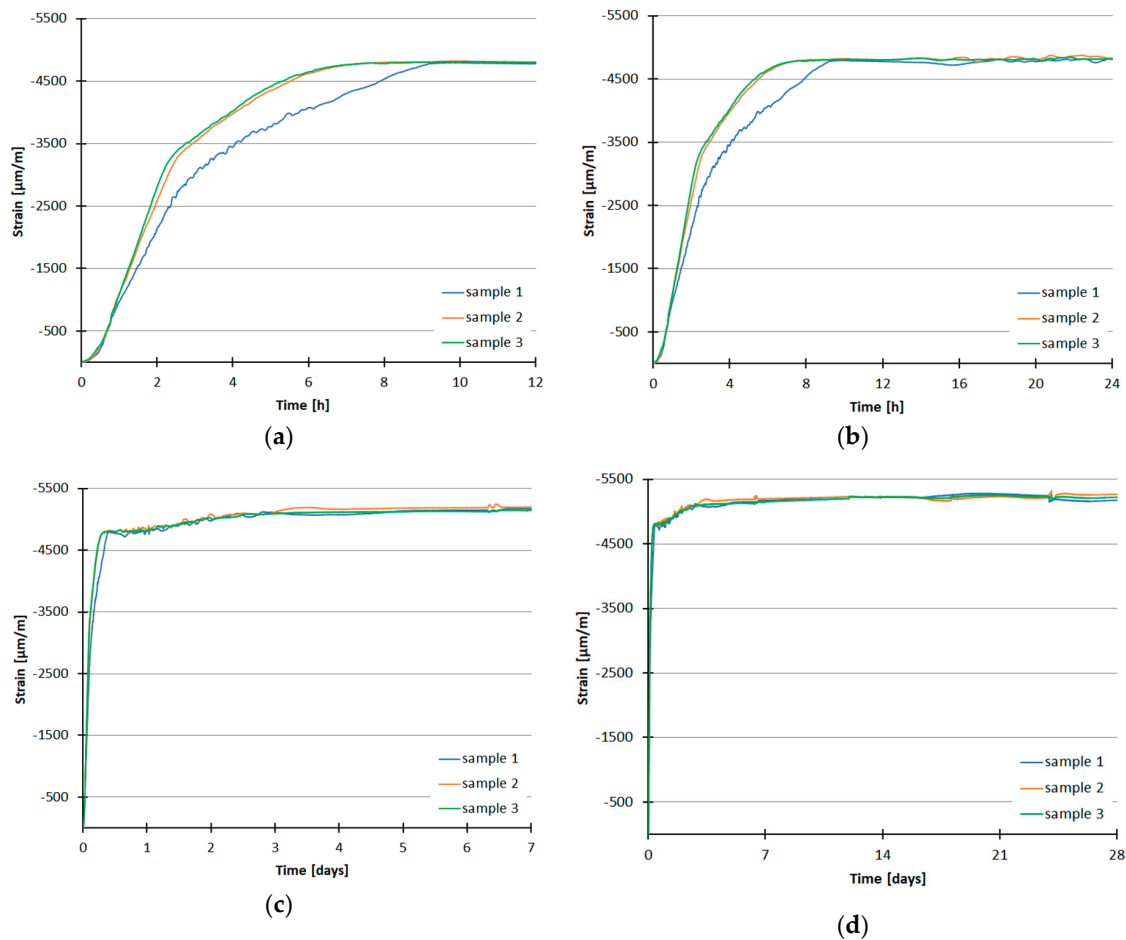 -5500
-4500
-3500
-2500
-1500
-500
Strain [µm/m]
sample 1
sample 2
sample 3
0 2 4 6 8 10 12
Time [h]
(a)
-5500
-4500
-3500
-2500
-1500
-500
Strain [µm/m]
sample 1
sample 2
sample 3
0 4 8 12 16 20 24
Time [h]
(b)
-5500
-4500
-3500
-2500
-1500
-500
Strain [µm/m]
sample 1
sample 2
sample 3
0 1 2 3 4 5 6 7
Time [days]
(c)
-5500
-4500
-3500
-2500
-1500
-500
Strain [µm/m]
sample 1
sample 2
sample 3
0 7 14 21 28
Time [days]
(d)